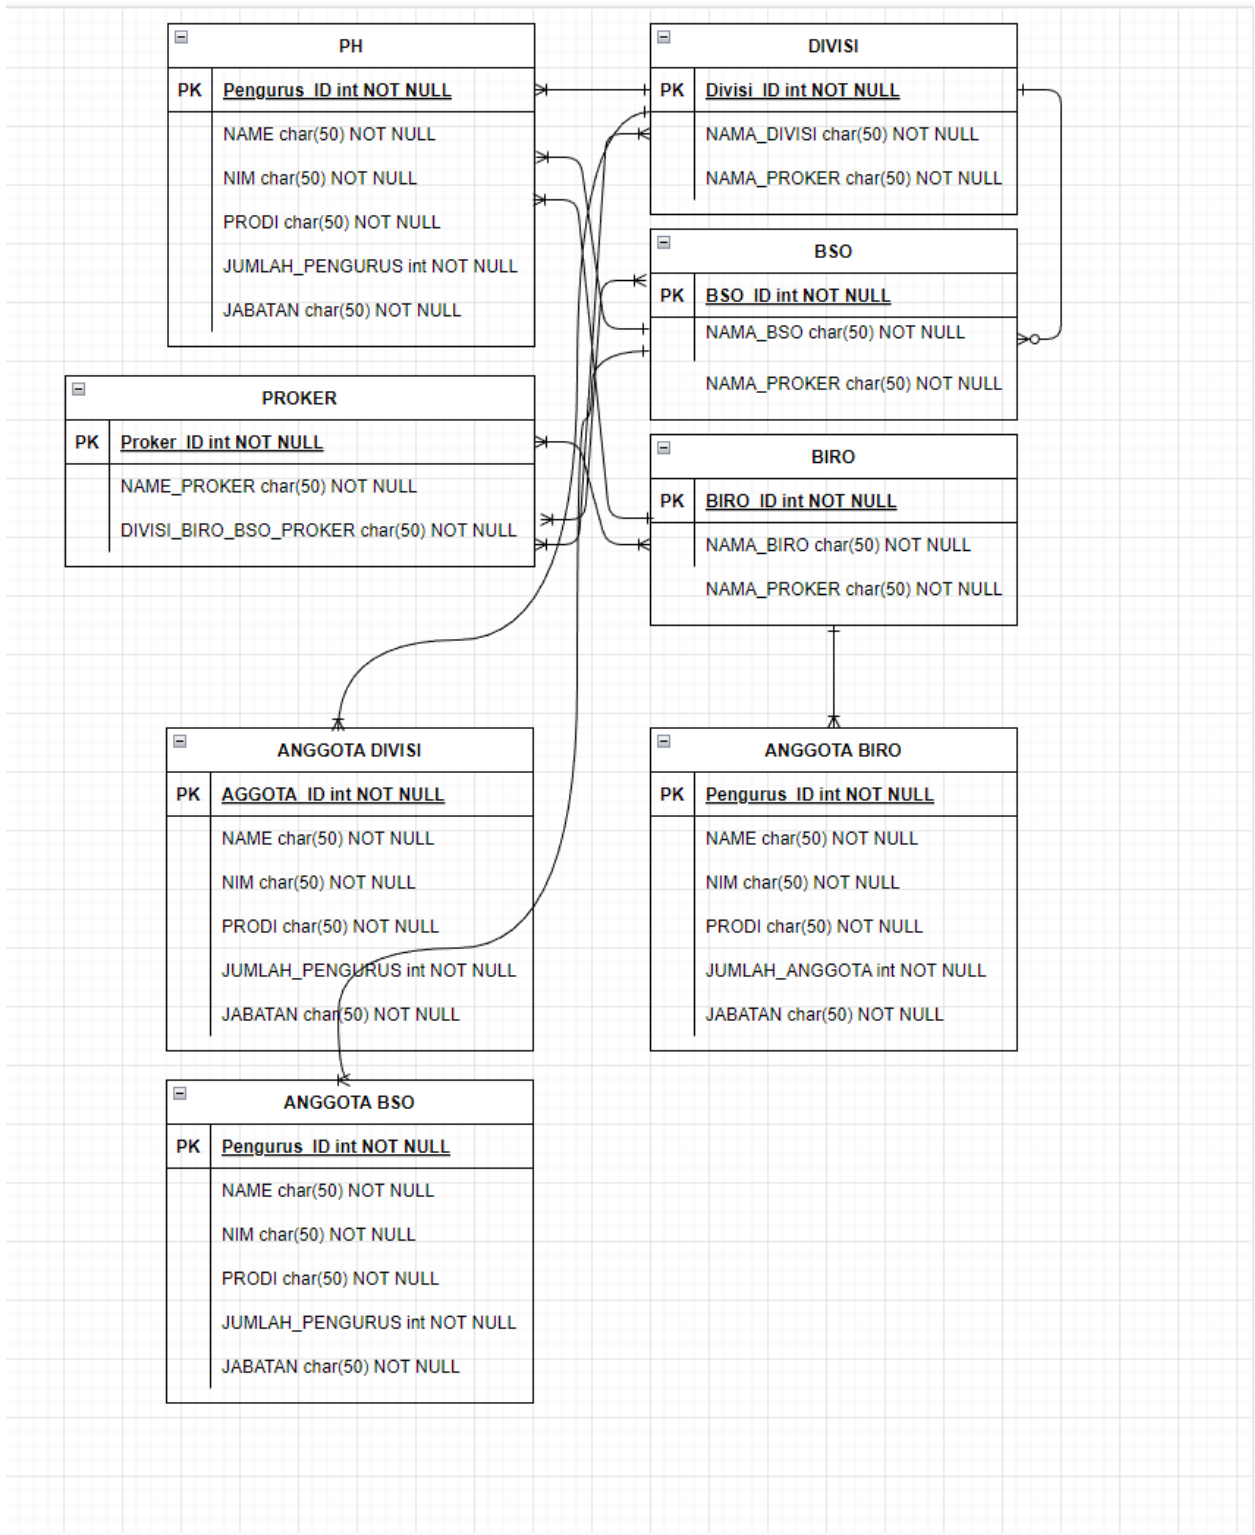 PH
PK Pengurus_ID int NOT NULL
NAME char(50) NOT NULL
NIM char(50) NOT NULL
PRODI char(50) NOT NULL
JUMLAH_PENGURUS int NOT NULL
JABATAN char(50) NOT NULL
DIVISI
PK Divisi_ID int NOT NULL
NAMA_DIVISI char(50) NOT NULL
NAMA_PROKER char(50) NOT NULL
BSO
PK BSO_ID int NOT NULL
NAMA_BSO char(50) NOT NULL
NAMA_PROKER char(50) NOT NULL
PROKER
PK Proker_ID int NOT NULL
NAME_PROKER char(50) NOT NULL
DIVISI_BIRO_BSO_PROKER char(50) NOT NULL
BIRO
PK BIRO_ID int NOT NULL
NAMA_BIRO char(50) NOT NULL
NAMA_PROKER char(50) NOT NULL
ANGGOTA DIVISI
PK AGGOTA_ID int NOT NULL
NAME char(50) NOT NULL
NIM char(50) NOT NULL
PRODI char(50) NOT NULL
JUMLAH_PENGURUS int NOT NULL
JABATAN char(50) NOT NULL
ANGGOTA BIRO
PK Pengurus_ID int NOT NULL
NAME char(50) NOT NULL
NIM char(50) NOT NULL
PRODI char(50) NOT NULL
JUMLAH_ANGGOTA int NOT NULL
JABATAN char(50) NOT NULL
ANGGOTA BSO
PK Pengurus_ID int NOT NULL
NAME char(50) NOT NULL
NIM char(50) NOT NULL
PRODI char(50) NOT NULL
JUMLAH_PENGURUS int NOT NULL
JABATAN char(50) NOT NULL